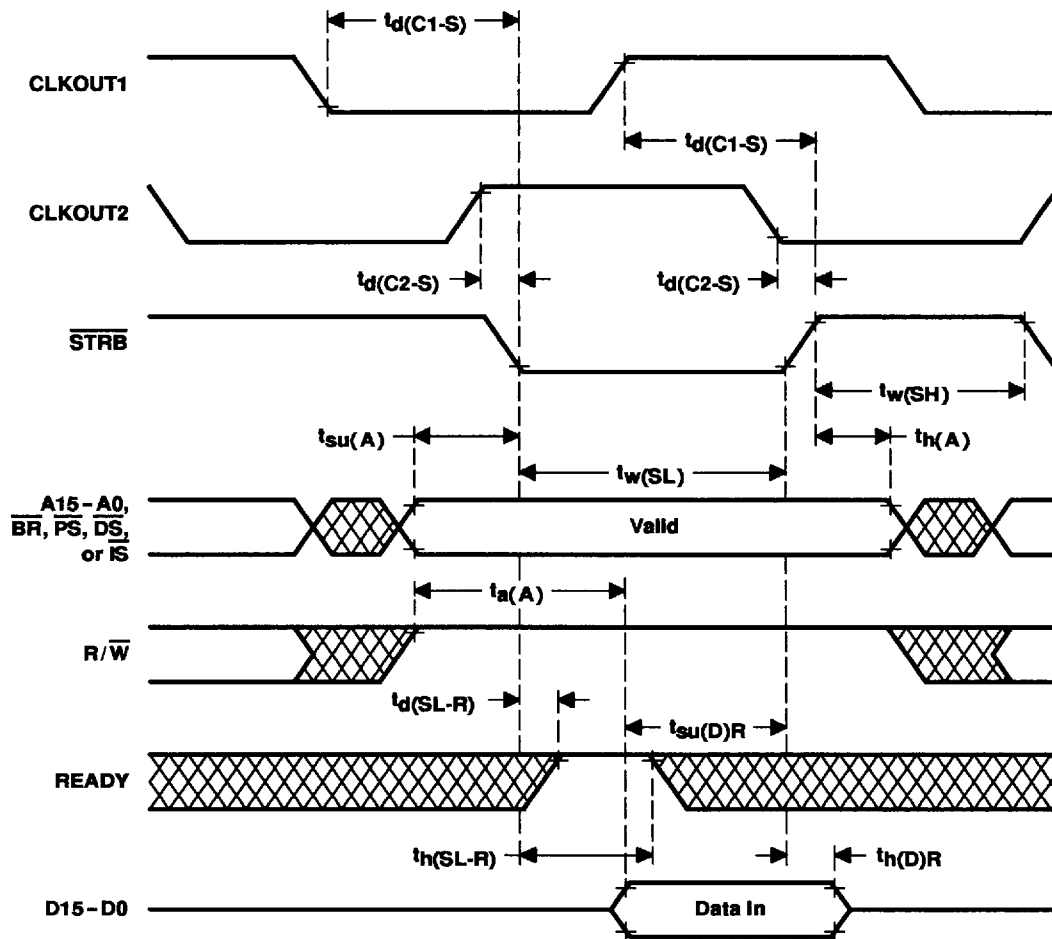 td(C1-S)
CLKOUT1
td(C1-S)
CLKOUT2
td(C2-S)
td(C2-S)
STRB
tw(SH)
tsu(A)
th(A)
tw(SL)
A15-A0,
BR, PS, DS,
or IS
Valid
ta(A)
R/W
td(SL-R)
tsu(D)R
READY
th(SL-R)
th(D)R
D15-D0
Data In